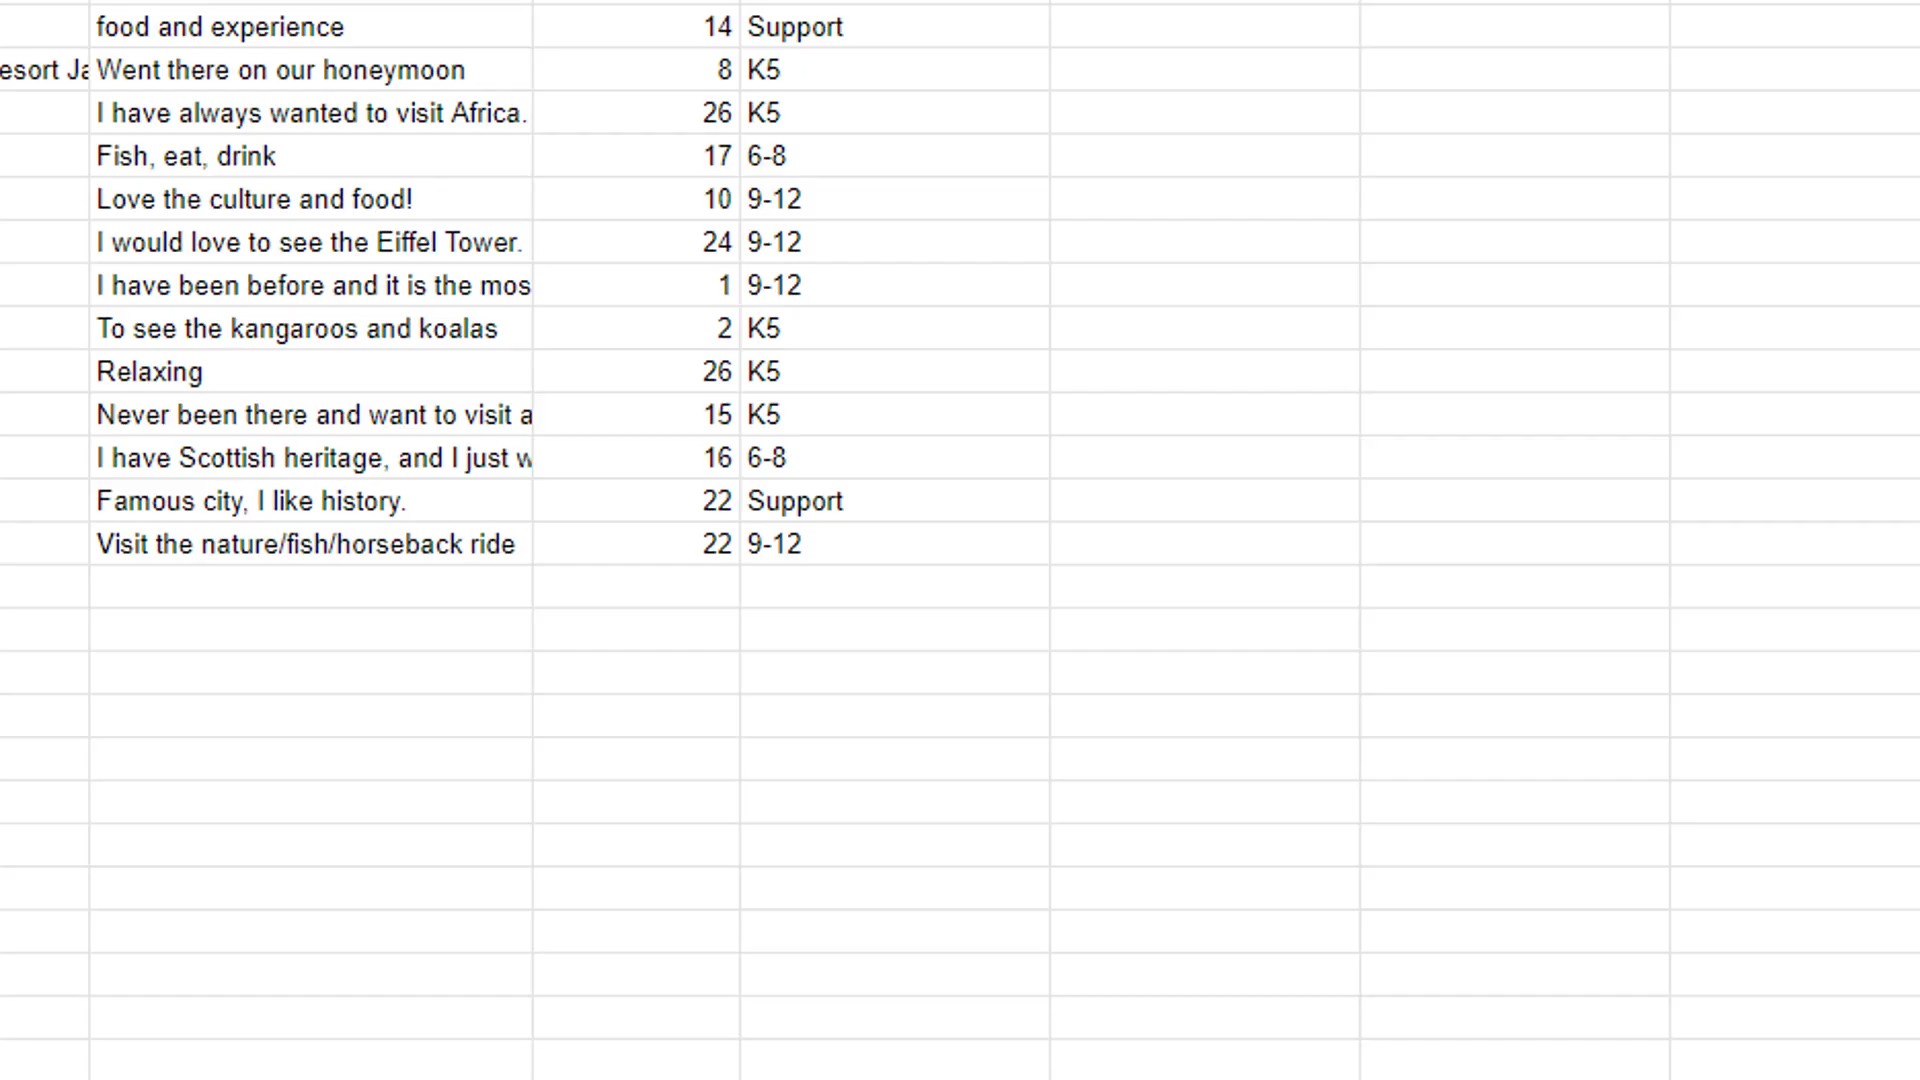 food and experience 14 Support
esort Ja Went there on our honeymoon 8 K5
I have always wanted to visit Africa. 26 K5
Fish, eat, drink 17 6-8
Love the culture and food! 10 9-12
I would love to see the Eiffel Tower. 24 9-12
I have been before and it is the mos 1 9-12
To see the kangaroos and koalas 2 K5
Relaxing 26 K5
Never been there and want to visit a 15 K5
I have Scottish heritage, and I just w 16 6-8
Famous city, I like history. 22 Support
Visit the nature/fish/horseback ride 22 9-12